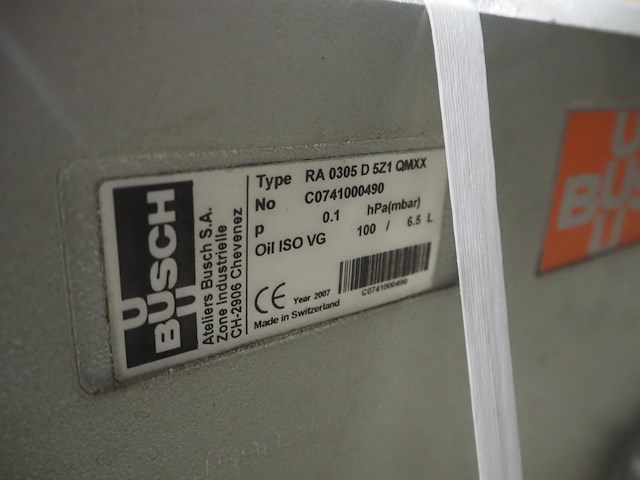 U
BUSCH
U
Ateliers Busch S.A.
Zone Industrielle
CH-2906 Chevenez
Type RA 0305 D 5Z1 QMXX
No C0741000490
p 0.1 hPa(mbar)
Oil ISO VG 100 / 6.5 L
CE Year 2007
Made in Switzerland
C0741000490
U
BUS
U